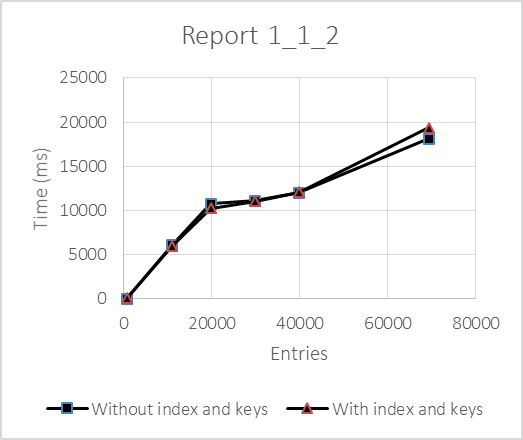 Report 1_1_2
25000
20000
15000
10000
5000
0
Time (ms)
0 20000 40000 60000 80000
Entries
Without index and keys With index and keys